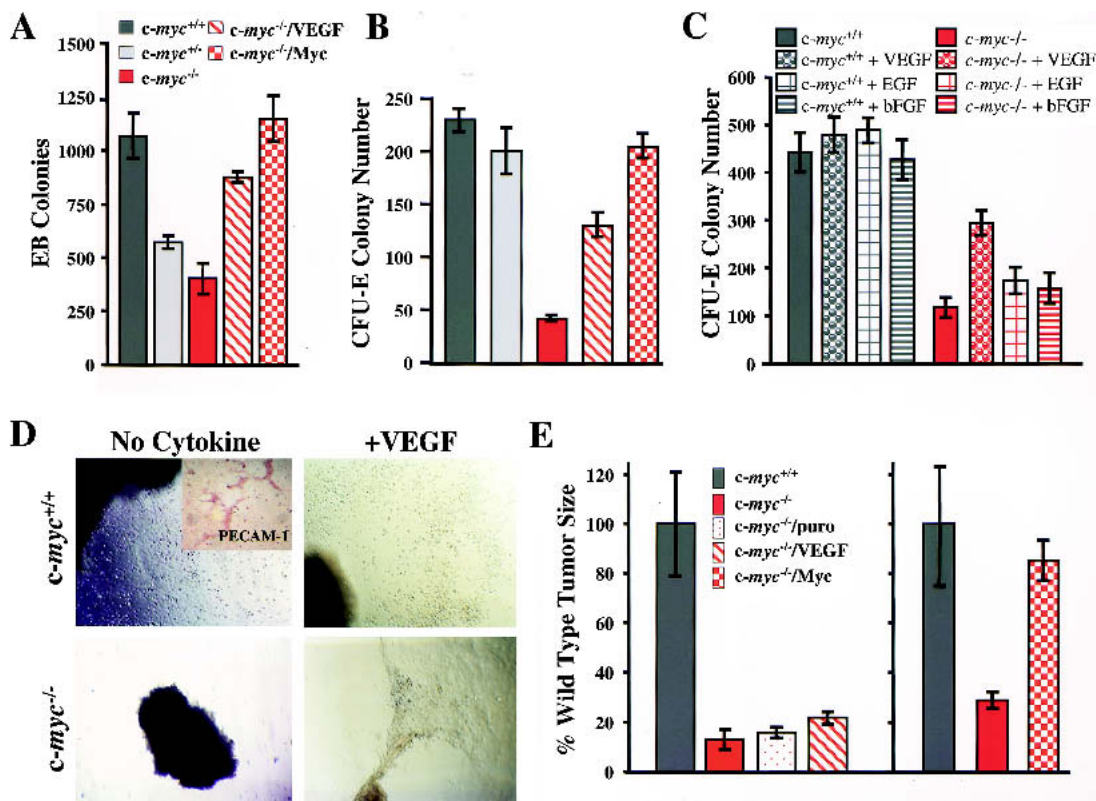 A
c-myc+/+
c-myc+/-
c-myc-/-
c-myc-/-/VEGF
c-myc-/-/Myc
EB Colonies
1500
1250
1000
750
500
250
0
B
CFU-E Colony Number
250
200
150
100
50
0
C
c-myc+/+
c-myc+/+ + VEGF
c-myc+/+ + EGF
c-myc+/+ + bFGF
c-myc-/-
c-myc-/- + VEGF
c-myc-/- + EGF
c-myc-/- + bFGF
CFU-E Colony Number
600
500
400
300
200
100
0
D
No Cytokine
+VEGF
c-myc+/+
PECAM-1
c-myc-/-
E
% Wild Type Tumor Size
120
100
80
60
40
20
0
c-myc+/+
c-myc-/-
c-myc-/-/puro
c-myc-/-/VEGF
c-myc-/-/Myc